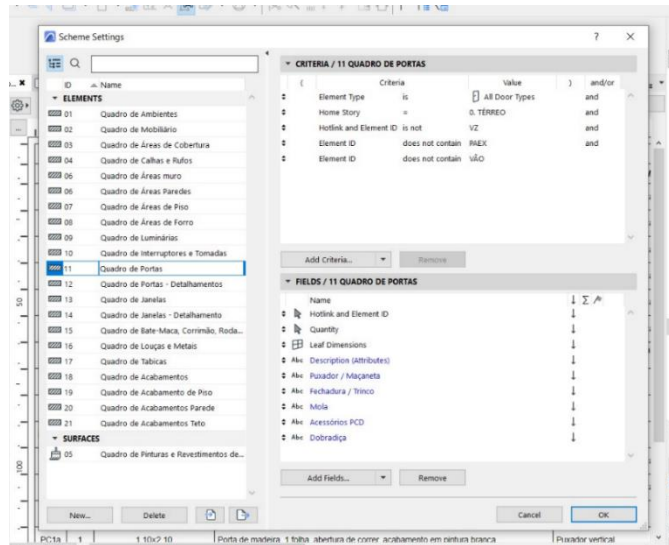 Scheme Settings
? ×
CRITERIA / 11 QUADRO DE PORTAS
ID Name
( Criteria Value ) and/or
ELEMENTS
Element Type is All Door Types and
01 Quadro de Ambientes
Home Story = 0. TÉRREO and
02 Quadro de Mobiliário
Hotlink and Element ID is not VZ and
03 Quadro de Áreas de Cobertura
Element ID does not contain PAEX and
04 Quadro de Calhas e Rufos
Element ID does not contain VÃO
06 Quadro de Áreas muro
06 Quadro de Áreas Paredes
07 Quadro de Áreas de Piso
08 Quadro de Áreas de Forro
09 Quadro de Luminárias
10 Quadro de Interruptores e Tomadas
Add Criteria... Remove
11 Quadro de Portas
12 Quadro de Portas - Detalhamentos
FIELDS / 11 QUADRO DE PORTAS
13 Quadro de Janelas
Name
14 Quadro de Janelas - Detalhamento
Hotlink and Element ID
15 Quadro de Bate-Maca, Corrimão, Roda...
Quantity
16 Quadro de Louças e Metais
Leaf Dimensions
17 Quadro de Tabicas
Abc Description (Attributes)
18 Quadro de Acabamentos
Abc Puxador / Maçaneta
19 Quadro de Acabamento de Piso
Abc Fechadura / Trinco
20 Quadro de Acabamentos Parede
Abc Mola
21 Quadro de Acabamentos Teto
Abc Acessórios PCD
SURFACES
Abc Dobradiça
05 Quadro de Pinturas e Revestimentos de...
Add Fields... Remove
New... Delete
Cancel OK
50
100
PC1a 1 1,10x2,10 Porta de madeira, 1 folha, abertura de correr, acabamento em pintura branca Puxador vertical